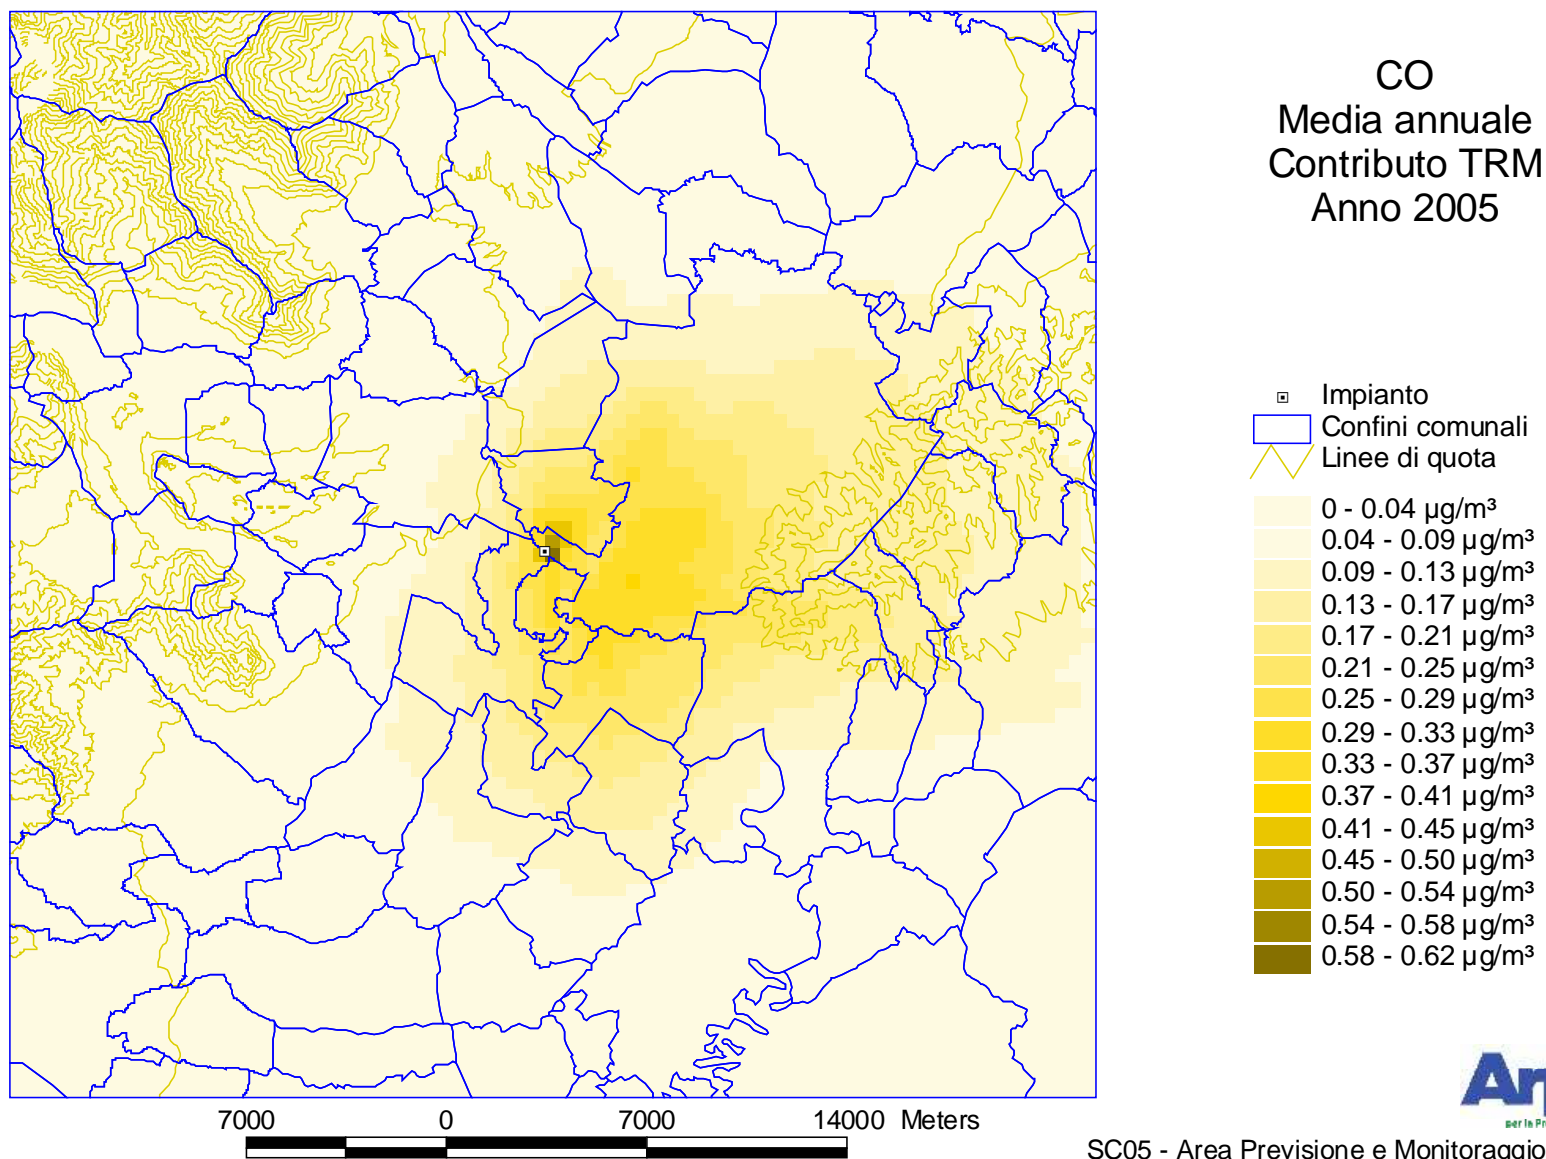 CO
Media annuale
Contributo TRM
Anno 2005
Impianto
Confini comunali
Linee di quota
0 - 0.04 µg/m³
0.04 - 0.09 µg/m³
0.09 - 0.13 µg/m³
0.13 - 0.17 µg/m³
0.17 - 0.21 µg/m³
0.21 - 0.25 µg/m³
0.25 - 0.29 µg/m³
0.29 - 0.33 µg/m³
0.33 - 0.37 µg/m³
0.37 - 0.41 µg/m³
0.41 - 0.45 µg/m³
0.45 - 0.50 µg/m³
0.50 - 0.54 µg/m³
0.54 - 0.58 µg/m³
0.58 - 0.62 µg/m³
7000 0 7000 14000 Meters
per la
SC05 - Area Previsione e Monitoraggio